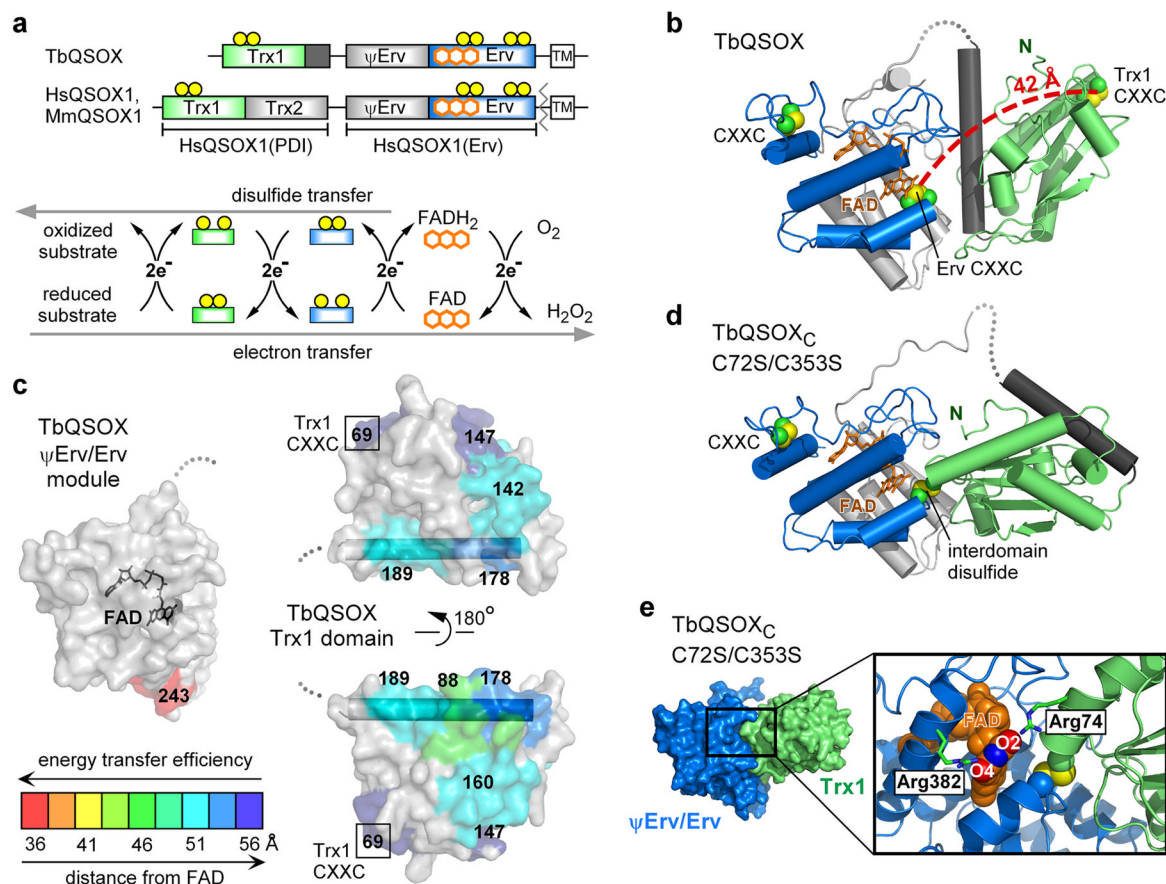 a
TbQSOX
Trx1
ψErv
Erv
TM
HsQSOX1,
MmQSOX1
Trx1
Trx2
ψErv
Erv
TM
HsQSOX1(PDI)
HsQSOX1(Erv)
disulfide transfer
oxidized
substrate
FADH2
O2
2e-
2e-
2e-
2e-
reduced
substrate
FAD
H2O2
electron transfer
b
TbQSOX
N
Trx1
CXXC
42 Å
CXXC
FAD
Erv CXXC
c
TbQSOX
ψErv/Erv
module
FAD
243
Trx1
CXXC
69
147
142
189
178
TbQSOX
Trx1 domain
180°
189
88
178
160
147
69
Trx1
CXXC
energy transfer efficiency
36
41
46
51
56 Å
distance from FAD
d
TbQSOXC
C72S/C353S
N
CXXC
FAD
interdomain
disulfide
e
TbQSOXC
C72S/C353S
Trx1
ψErv/Erv
FAD
Arg74
O2
O4
Arg382